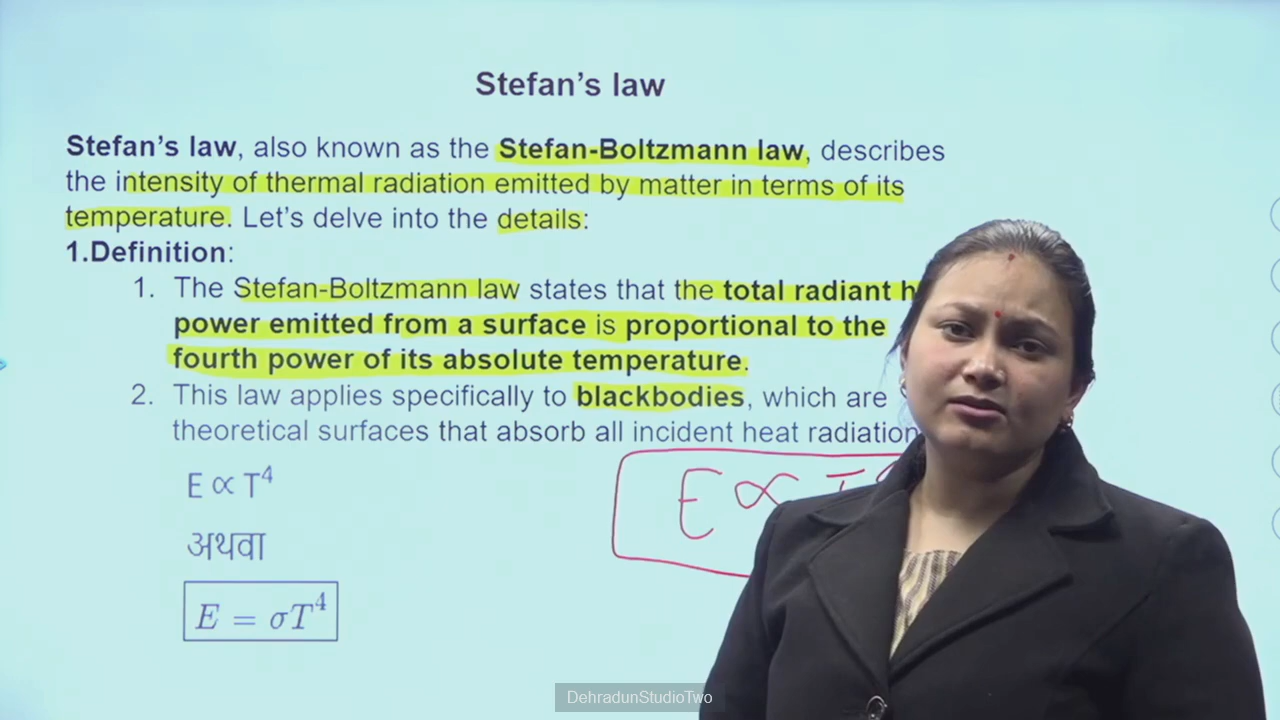 Stefan’s law
Stefan’s law, also known as the Stefan-Boltzmann law, describes
the intensity of thermal radiation emitted by matter in terms of its
temperature. Let’s delve into the details:
1.Definition:
1. The Stefan-Boltzmann law states that the total radiant
power emitted from a surface is proportional to the
fourth power of its absolute temperature.
2. This law applies specifically to blackbodies, which are
theoretical surfaces that absorb all incident heat radiation
E ∝ T⁴
E ∝
अथवा
E = σT⁴
DehradunStudioTwo